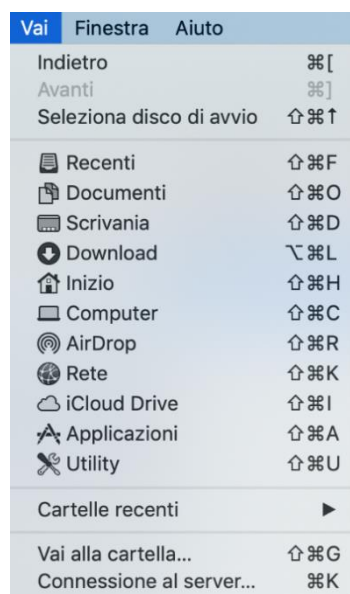 Vai Finestra Aiuto
Indietro ⌘[
Avanti ⌘]
Seleziona disco di avvio ⇧⌘↑
Recenti ⇧⌘F
Documenti ⇧⌘O
Scrivania ⇧⌘D
Download ⌥⌘L
Inizio ⇧⌘H
Computer ⇧⌘C
AirDrop ⇧⌘R
Rete ⇧⌘K
iCloud Drive ⇧⌘I
Applicazioni ⇧⌘A
Utility ⇧⌘U
Cartelle recenti ▶
Vai alla cartella... ⇧⌘G
Connessione al server... ⌘K